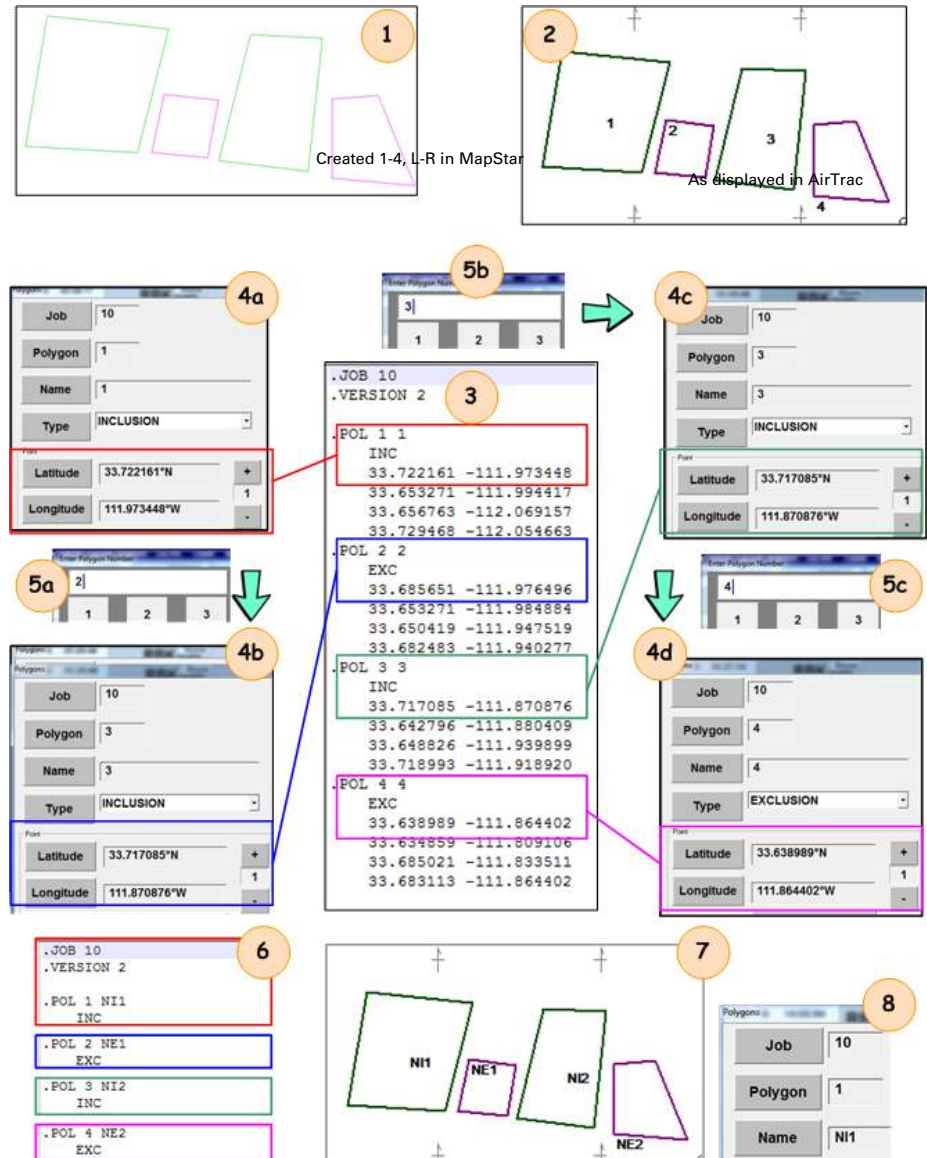 1
Created 1-4, L-R in MapStar
2
1
2
3
4
As displayed in AirTrac
4a
Polygons
Job 10
Polygon 1
Name 1
Type INCLUSION
Point
Latitude 33.722161°N +
1
Longitude 111.973448°W -
5b
Enter Polygon Number
3
1 2 3
4c
Job 10
Polygon 3
Name 3
Type INCLUSION
Point
Latitude 33.717085°N +
1
Longitude 111.870876°W -
3
.JOB 10
.VERSION 2
.POL 1 1
INC
33.722161 -111.973448
33.653271 -111.994417
33.656763 -112.069157
33.729468 -112.054663
.POL 2 2
EXC
33.685651 -111.976496
33.653271 -111.984884
33.650419 -111.947519
33.682483 -111.940277
.POL 3 3
INC
33.717085 -111.870876
33.642796 -111.880409
33.648826 -111.939899
33.718993 -111.918920
.POL 4 4
EXC
33.638989 -111.864402
33.634859 -111.809106
33.685021 -111.833511
33.683113 -111.864402
5a
Enter Polygon Number
2
1 2 3
4b
Polygons
Job 10
Polygon 3
Name 3
Type INCLUSION
Point
Latitude 33.717085°N +
1
Longitude 111.870876°W -
5c
Enter Polygon Number
4
1 2 3
4d
Job 10
Polygon 4
Name 4
Type EXCLUSION
Point
Latitude 33.638989°N +
1
Longitude 111.864402°W -
6
.JOB 10
.VERSION 2
.POL 1 NI1
INC
.POL 2 NE1
EXC
.POL 3 NI2
INC
.POL 4 NE2
EXC
7
NI1
NE1
NI2
NE2
8
Polygons
Job 10
Polygon 1
Name NI1